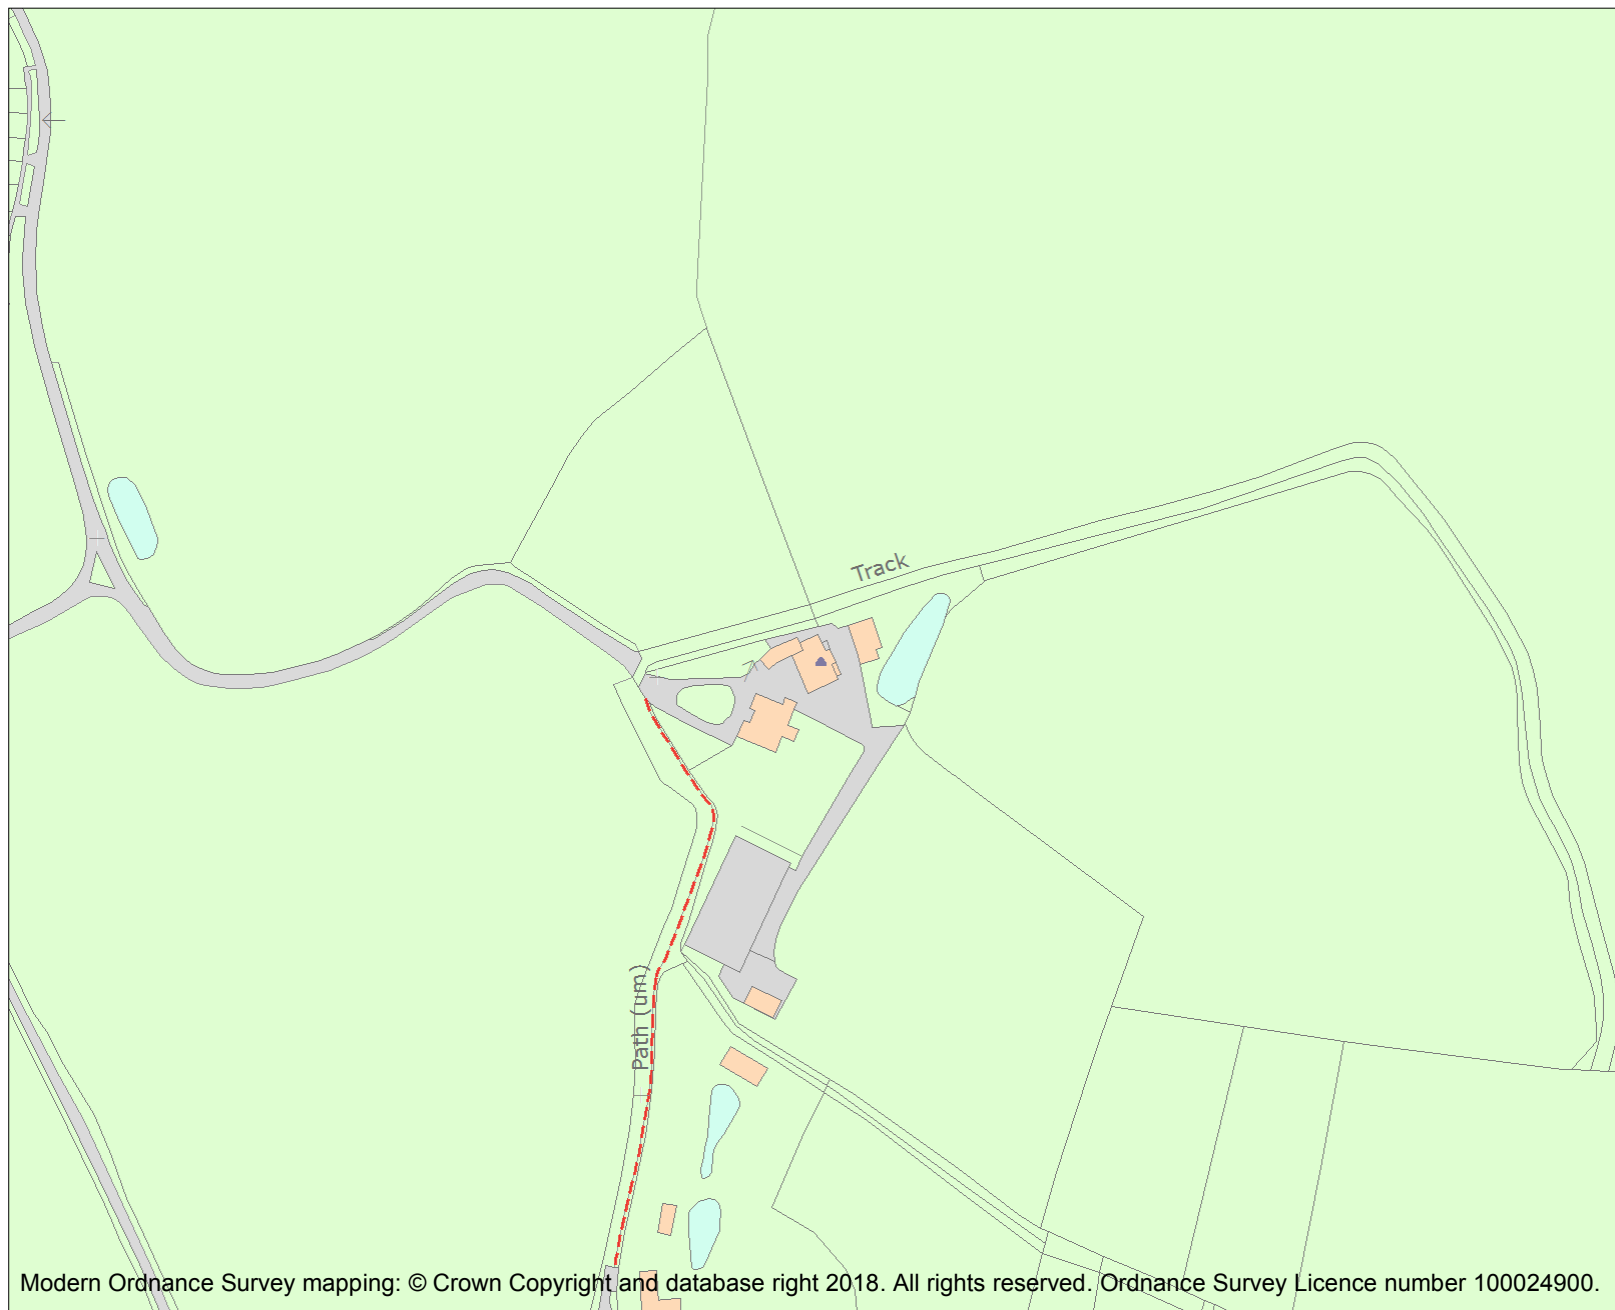 Track
Path (um)
Modern Ordnance Survey mapping: © Crown Copyright and database right 2018. All rights reserved. Ordnance Survey Licence number 100024900.